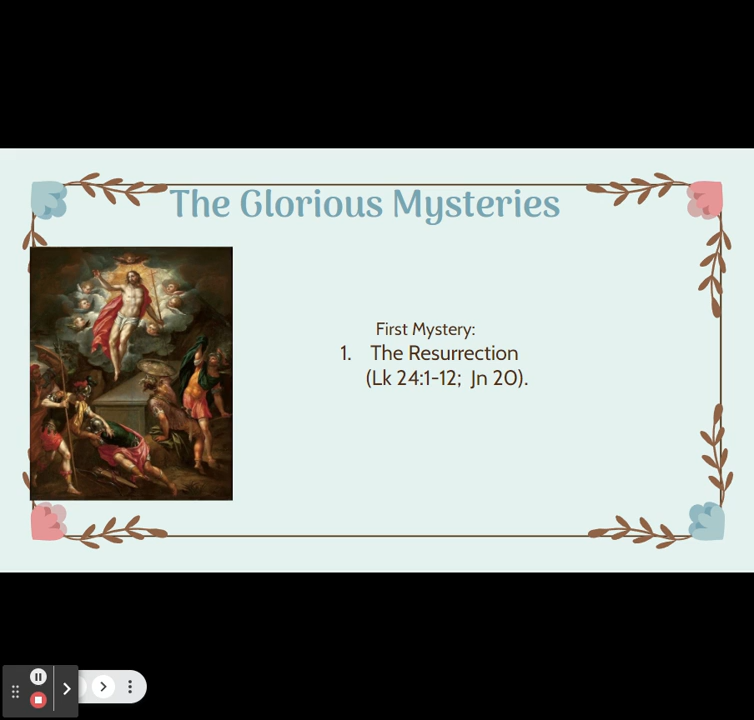 The Glorious Mysteries
First Mystery:
1. The Resurrection
(Lk 24:1-12; Jn 20).